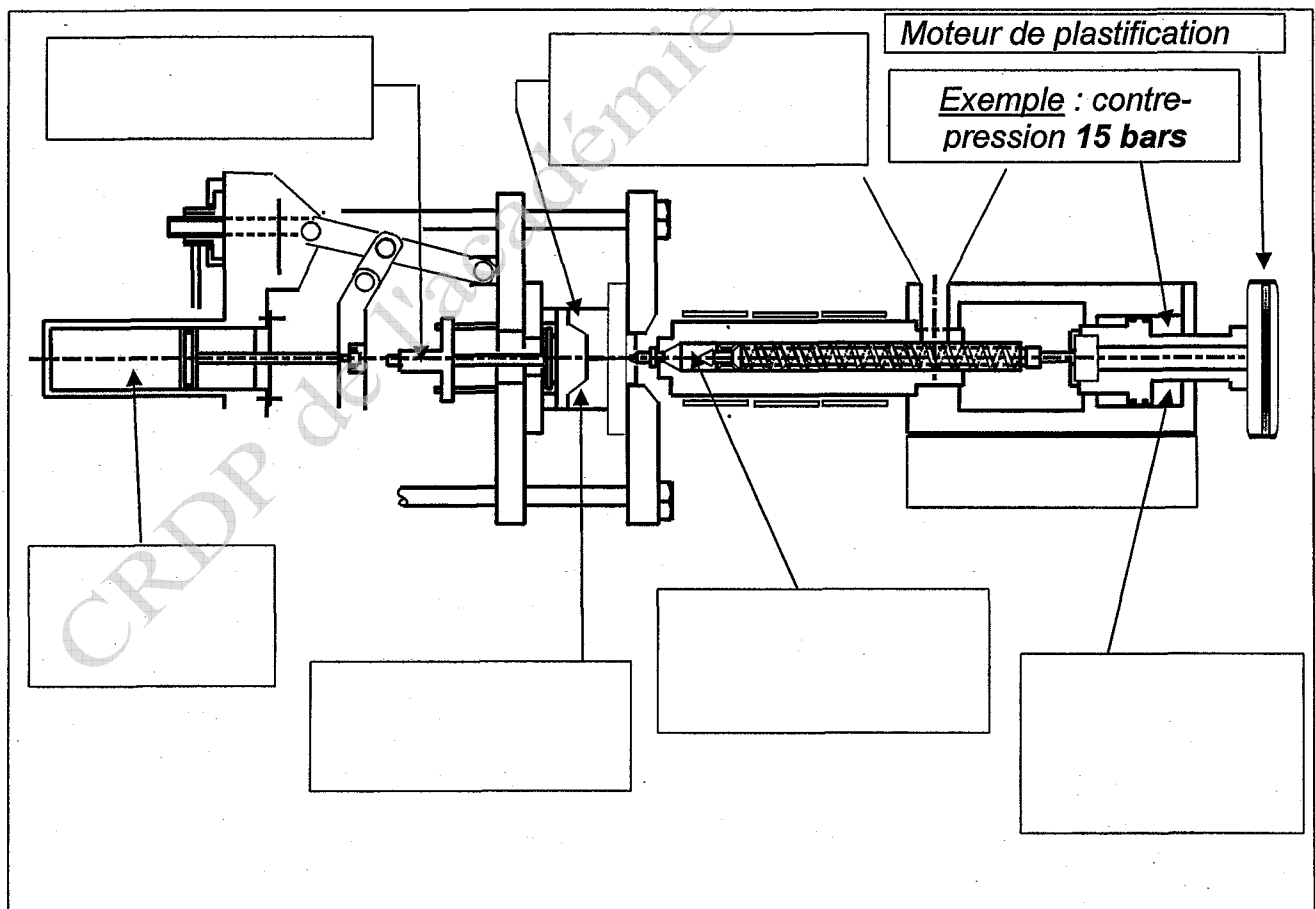 Moteur de plastification
Exemple : contre-
pression 15 bars
CRDP de l'académie